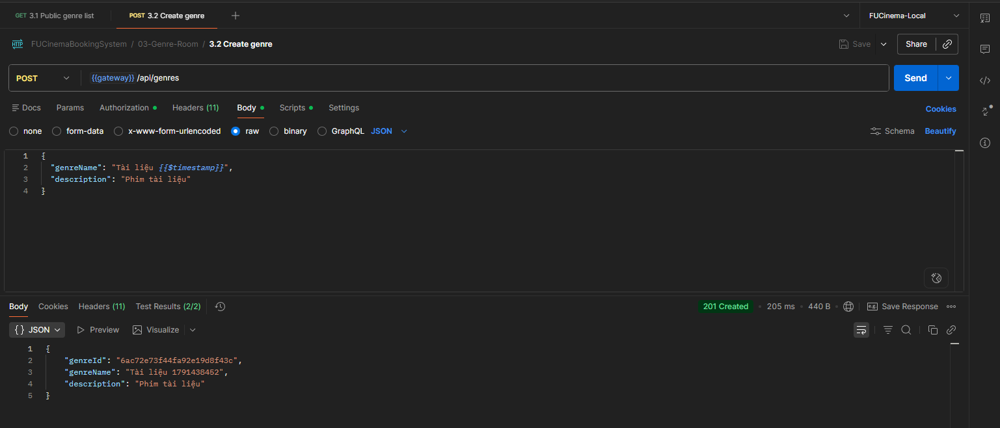 GET 3.1 Public genre list POST 3.2 Create genre FUCinema-Local
HTTP FUCinemaBookingSystem / 03-Genre-Room / 3.2 Create genre Save Share
POST {{gateway}} /api/genres Send
Docs Params Authorization Headers (11) Body Scripts Settings Cookies
none form-data x-www-form-urlencoded raw binary GraphQL JSON Schema Beautify
1 {
2 "genreName": "Tài liệu {{$timestamp}}",
3 "description": "Phim tài liệu"
4 }
Body Cookies Headers (11) Test Results (2/2) 201 Created • 205 ms • 440 B • e.g. Save Response
{} JSON Preview Visualize
1 {
2 "genreId": "6ac72e73f44fa92e19d8f43c",
3 "genreName": "Tài liệu 1791438452",
4 "description": "Phim tài liệu"
5 }